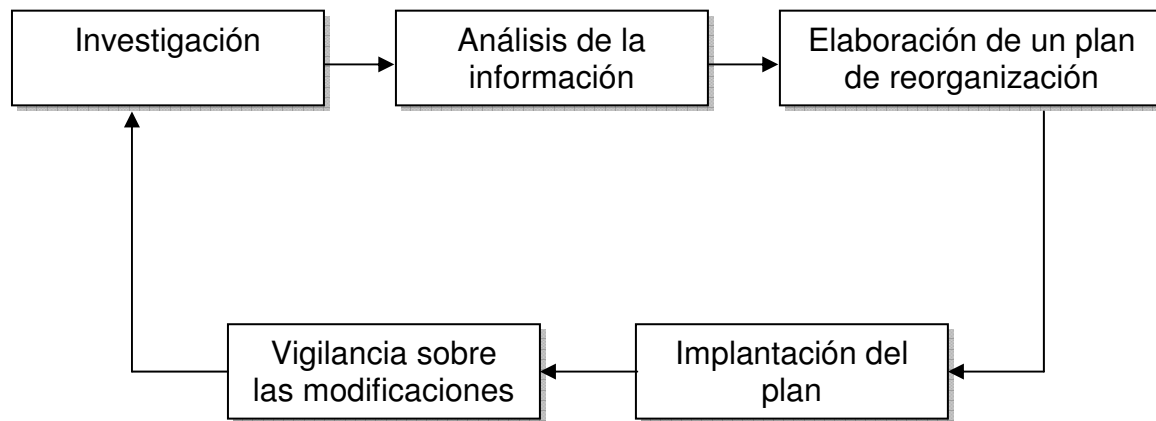 Investigación
Análisis de la
información
Elaboración de un plan
de reorganización
Vigilancia sobre
las modificaciones
Implantación del
plan